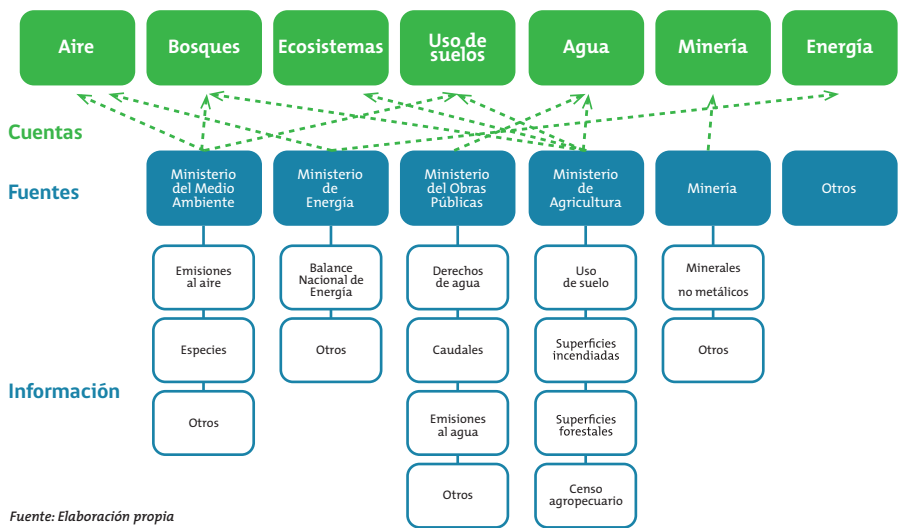 Aire
Bosques
Ecosistemas
Uso de
suelos
Agua
Minería
Energía
Cuentas
Fuentes
Ministerio
del Medio
Ambiente
Ministerio
de
Energía
Ministerio
del Obras
Públicas
Ministerio
de
Agricultura
Minería
Otros
Información
Emisiones
al aire
Especies
Otros
Balance
Nacional de
Energía
Otros
Derechos
de agua
Caudales
Emisiones
al agua
Otros
Uso
de suelo
Superficies
incendiadas
Superficies
forestales
Censo
agropecuario
Minerales
no metálicos
Otros
Fuente: Elaboración propia